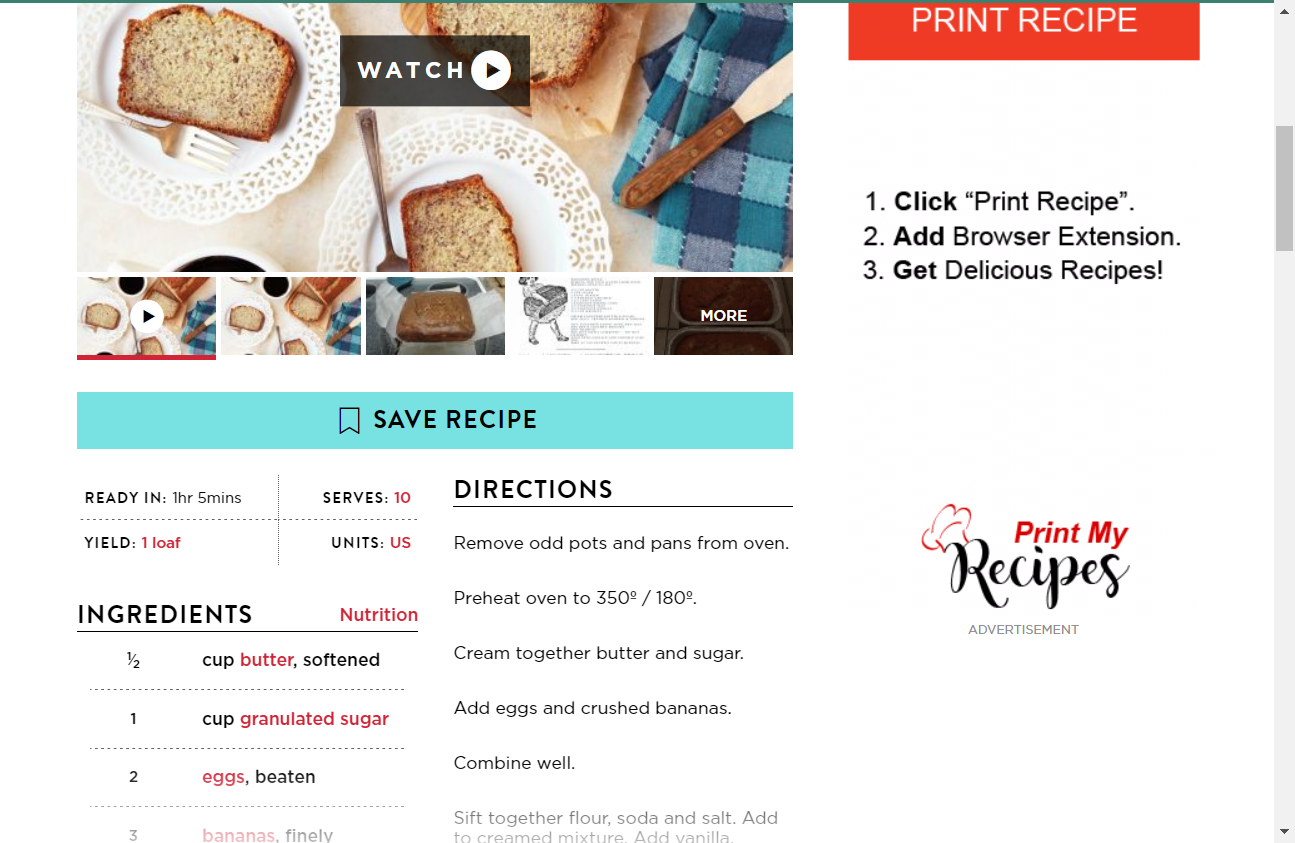 WATCH
MORE
SAVE RECIPE
READY IN: 1hr 5mins
SERVES: 10
YIELD: 1 loaf
UNITS: US
INGREDIENTS
Nutrition
½ cup butter, softened
1 cup granulated sugar
2 eggs, beaten
3 bananas, finely
DIRECTIONS
Remove odd pots and pans from oven.
Preheat oven to 350º / 180º.
Cream together butter and sugar.
Add eggs and crushed bananas.
Combine well.
Sift together flour, soda and salt. Add
to creamed mixture. Add vanilla.
PRINT RECIPE
1. Click “Print Recipe”.
2. Add Browser Extension.
3. Get Delicious Recipes!
Print My
Recipes
ADVERTISEMENT